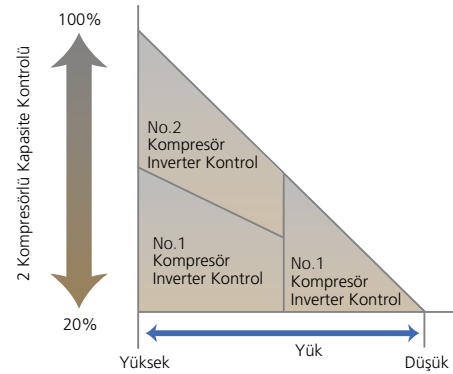 100%
2 Kompresörlü Kapasite Kontrolü
No.2
Kompresör
Inverter Kontrol
No.1
Kompresör
Inverter Kontrol
No.1
Kompresör
Inverter Kontrol
20%
Yüksek
Yük
Düşük